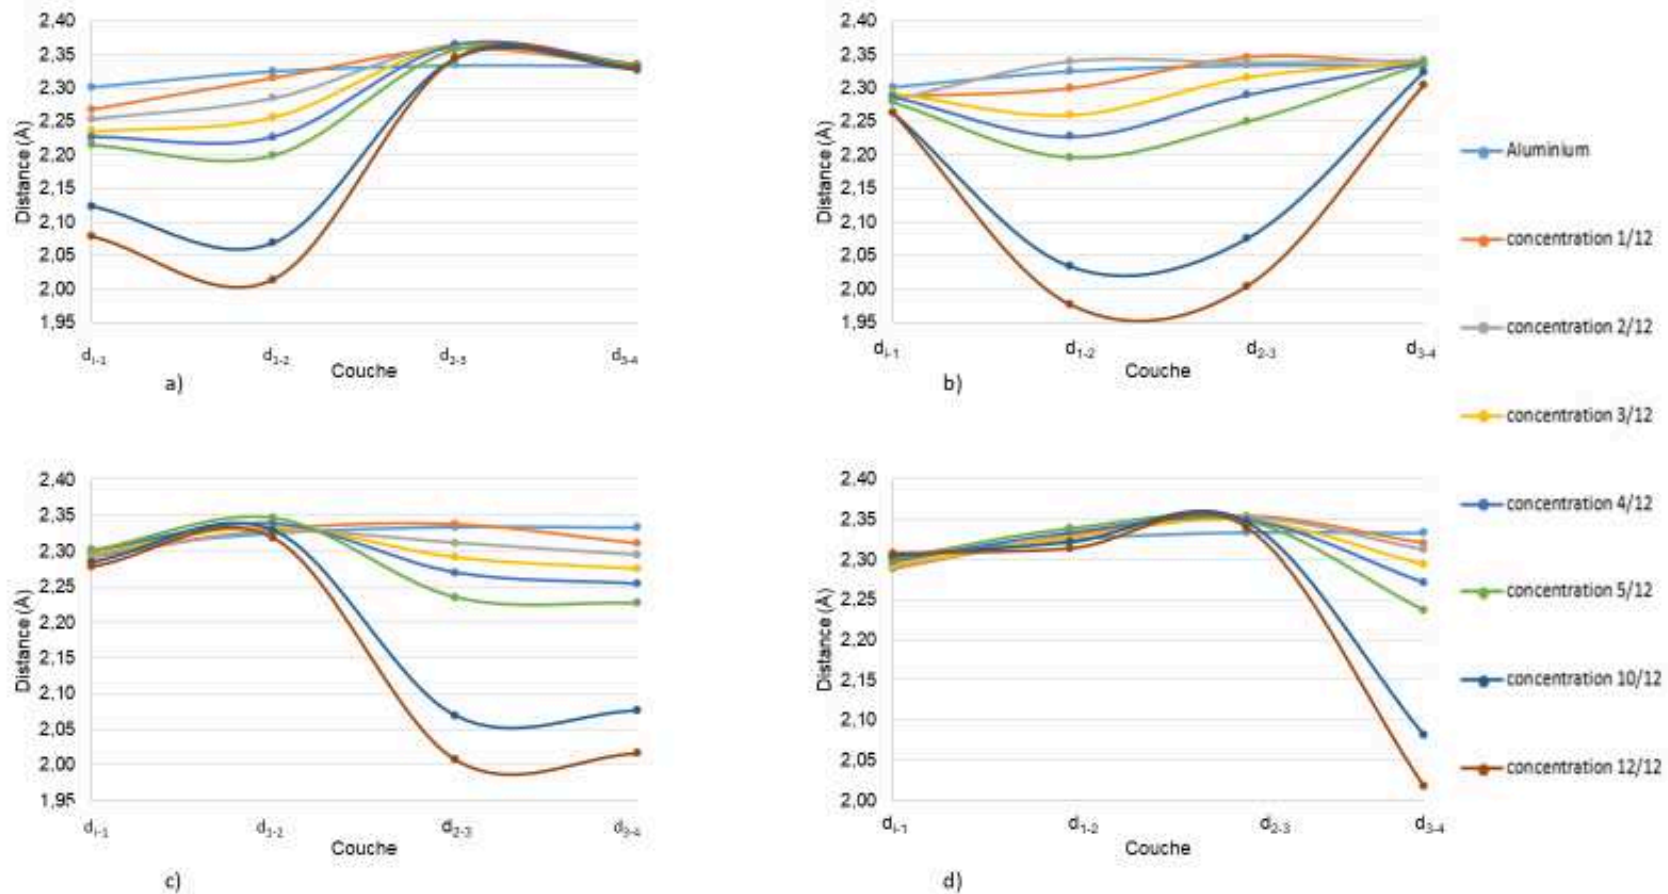 2,40
2,35
2,30
2,25
2,20
2,15
2,10
2,05
2,00
1,95
Distance (Å)
di-1
d1-2
d2-3
d3-4
Couche
a)
2,40
2,35
2,30
2,25
2,20
2,15
2,10
2,05
2,00
1,95
Distance (Å)
di-1
d1-2
d2-3
d3-4
Couche
b)
2,40
2,35
2,30
2,25
2,20
2,15
2,10
2,05
2,00
1,95
Distance (Å)
di-1
d1-2
d2-3
d3-4
Couche
c)
2,40
2,35
2,30
2,25
2,20
2,15
2,10
2,05
2,00
Distance (Å)
di-1
d1-2
d2-3
d3-4
Couche
d)
Aluminium
concentration 1/12
concentration 2/12
concentration 3/12
concentration 4/12
concentration 5/12
concentration 10/12
concentration 12/12